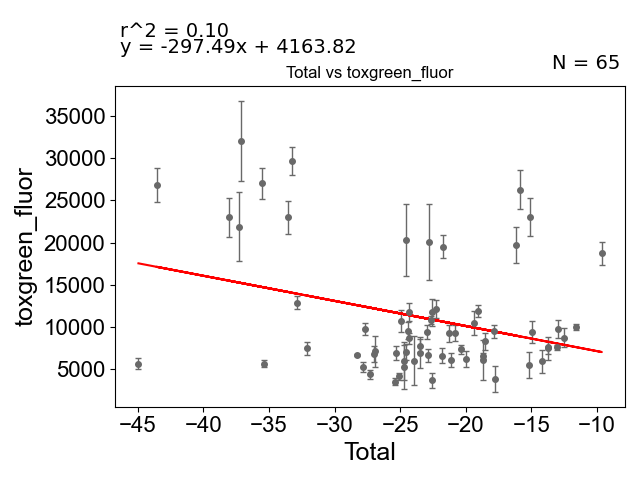 r^2 = 0.10
y = -297.49x + 4163.82
N = 65
Total vs toxgreen_fluor
35000
30000
25000
20000
15000
10000
5000
toxgreen_fluor
−45 −40 −35 −30 −25 −20 −15 −10
Total